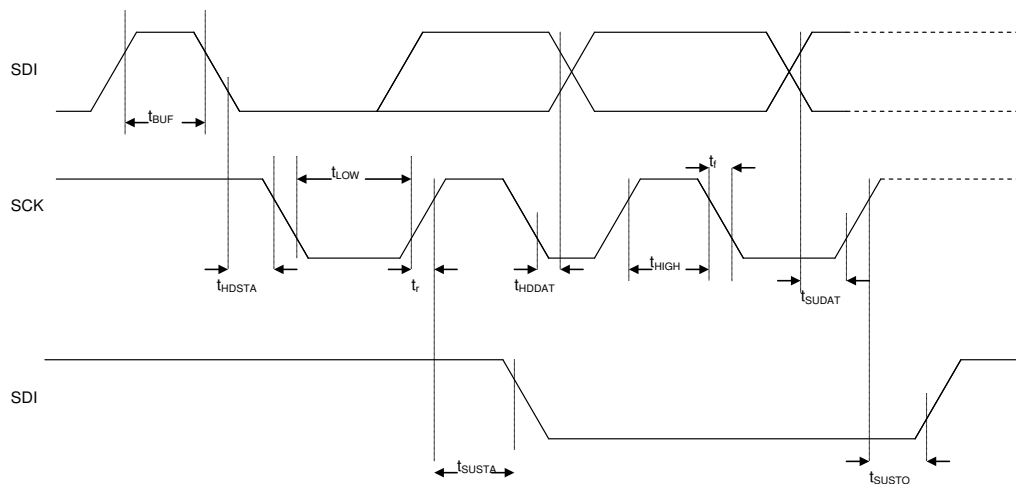 SDI
tBUF
tLOW
tf
SCK
tHDSTA
tr
tHDDAT
tHIGH
tSUDAT
SDI
tSUSTA
tSUSTO